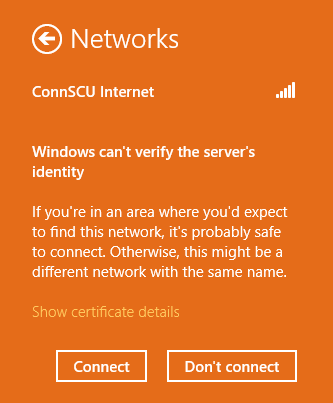 Networks
ConnSCU Internet
Windows can't verify the server's
identity
If you're in an area where you'd expect
to find this network, it's probably safe
to connect. Otherwise, this might be a
different network with the same name.
Show certificate details
Connect
Don't connect